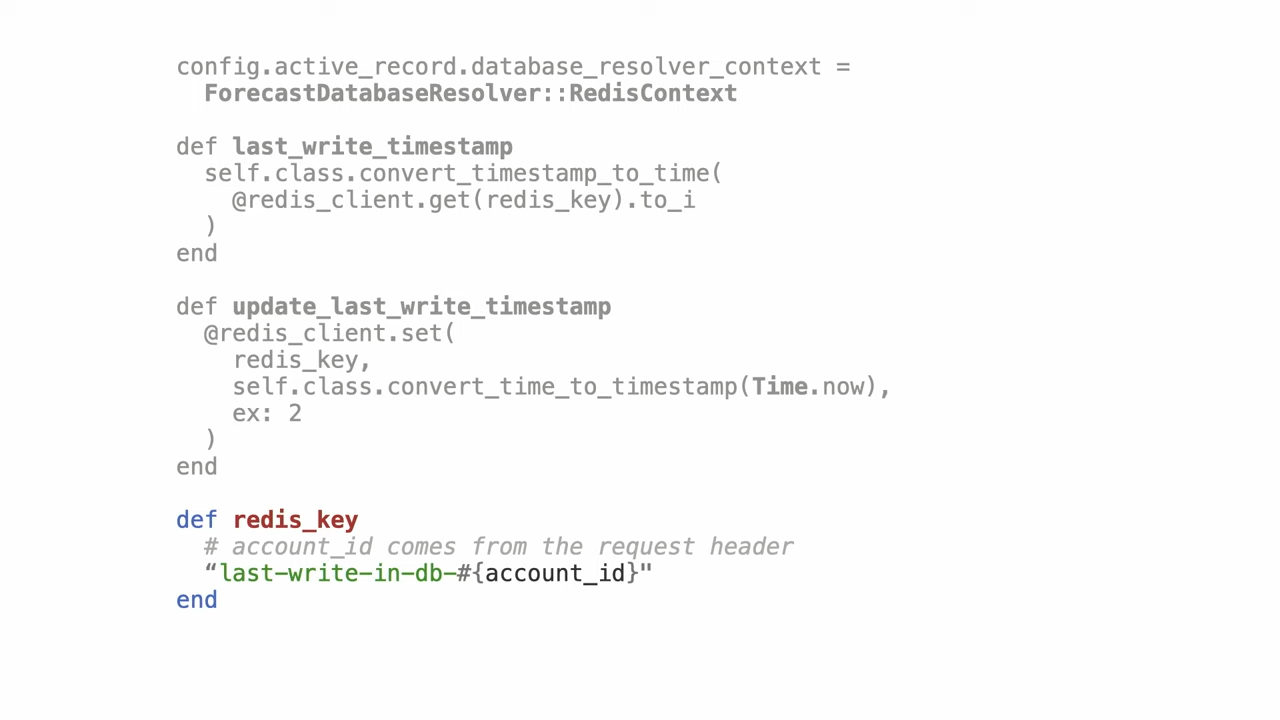 config.active_record.database_resolver_context =
  ForecastDatabaseResolver::RedisContext

def last_write_timestamp
  self.class.convert_timestamp_to_time(
    @redis_client.get(redis_key).to_i
  )
end

def update_last_write_timestamp
  @redis_client.set(
    redis_key,
    self.class.convert_time_to_timestamp(Time.now),
    ex: 2
  )
end

def redis_key
  # account_id comes from the request header
  “last-write-in-db-#{account_id}"
end